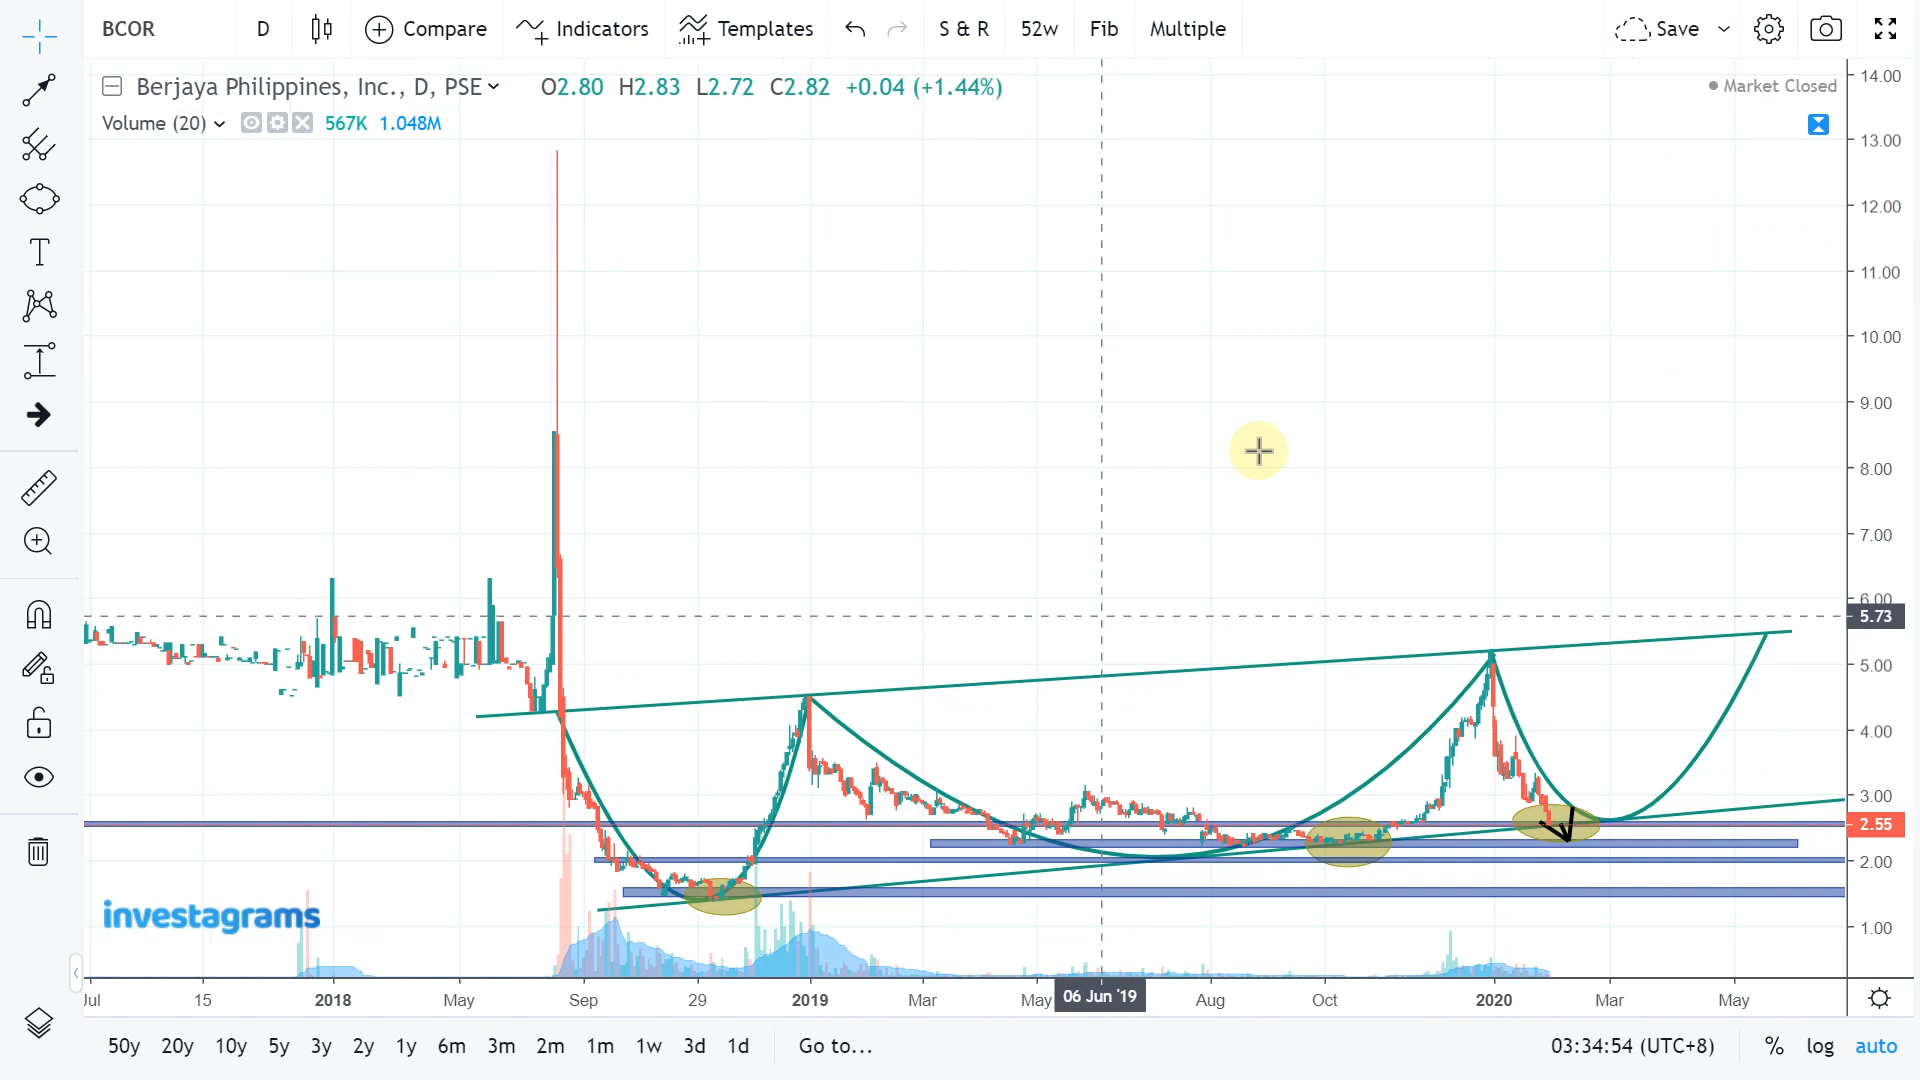 BCOR D Compare Indicators Templates S & R 52w Fib Multiple Save
Berjaya Philippines, Inc., D, PSE O2.80 H2.83 L2.72 C2.82 +0.04 (+1.44%) Market Closed
Volume (20) 567K 1.048M
14.00
13.00
12.00
11.00
10.00
9.00
8.00
7.00
6.00
5.73
5.00
4.00
3.00
2.55
2.00
1.00
investagrams
Jul 15 2018 May Sep 29 2019 Mar May 06 Jun '19 Aug Oct 2020 Mar May
50y 20y 10y 5y 3y 2y 1y 6m 3m 2m 1m 1w 3d 1d Go to... 03:34:54 (UTC+8) % log auto